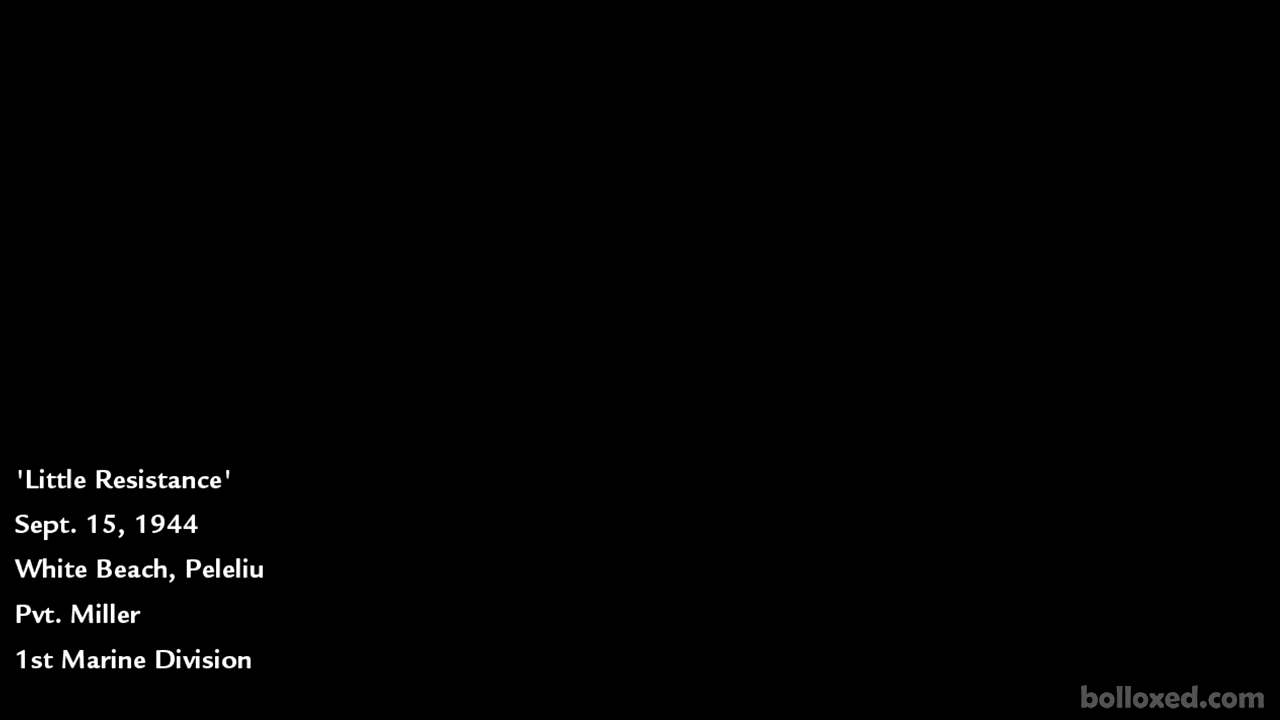 'Little Resistance'
Sept. 15, 1944
White Beach, Peleliu
Pvt. Miller
1st Marine Division
bolloxed.com